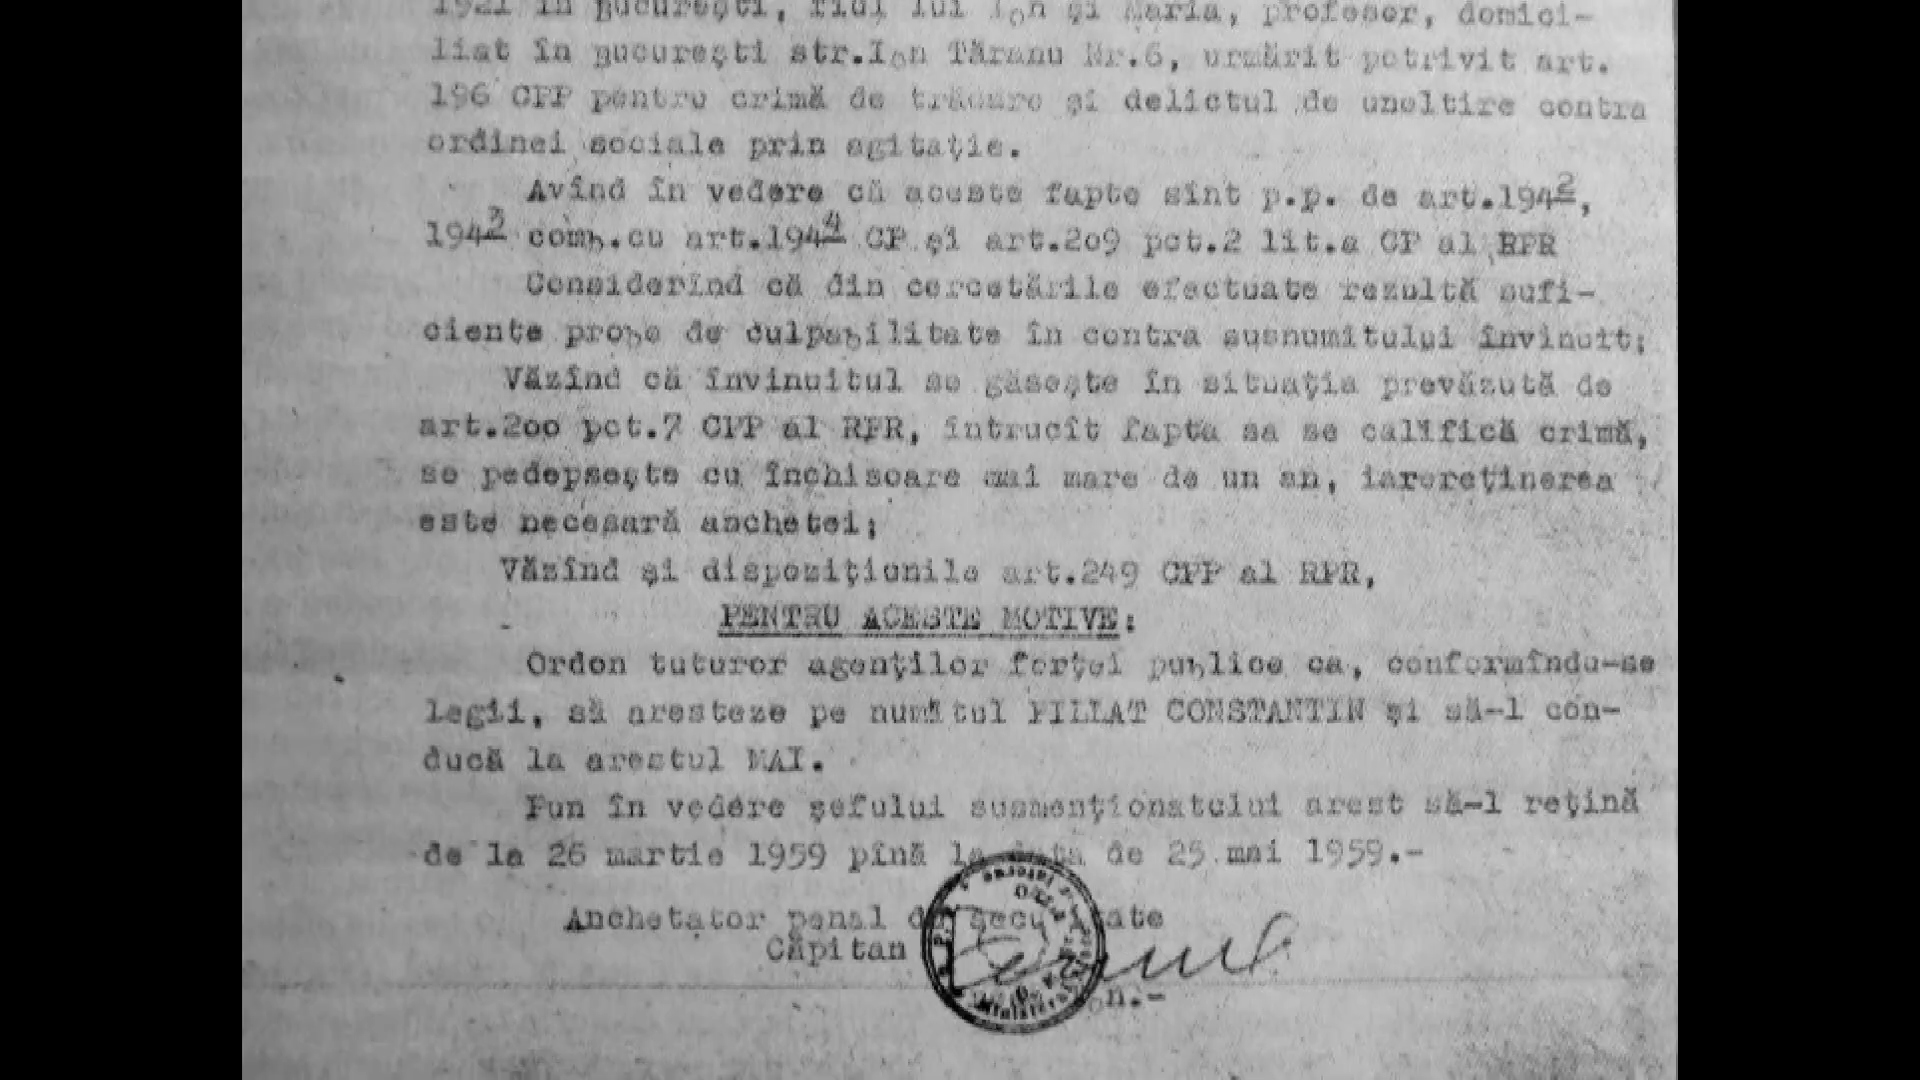 1921 în București, fiul lui Ion și Maria, profesor, domici-
liat în București str.Ion Tăranu Nr.6, urmărit potrivit art.
196 CPP pentru crimă de trădare și delictul de uneltire contra
ordinei sociale prin agitație.
Avînd în vedere că aceste fapte sînt p.p. de art.194²,
194³ comb.cu art.194⁴ CP și art.209 pct.2 lit.a CP al RPR
Considerînd că din cercetările efectuate rezultă sufi-
ciente probe de culpabilitate în contra susnumitului învinuit;
Văzînd că învinuitul se găsește în situația prevăzută de
art.200 pct.7 CPP al RPR, întrucît fapta sa se califică crimă,
se pedepsește cu închisoare mai mare de un an, iarreținerea
este necesară anchetei;
Văzînd și dispozițiunile art.249 CPP al RPR,
PENTRU ACESTE MOTIVE:
Ordon tuturor agenților forței publice ca, conformîndu-se
legii, să aresteze pe numitul PILLAT CONSTANTIN și să-l con-
ducă la arestul MAI.
Pun în vedere șefului susmenționatului arest să-l rețină
de la 26 martie 1959 pînă la data de 25 mai 1959.-
Anchetator penal de securitate
Căpitan